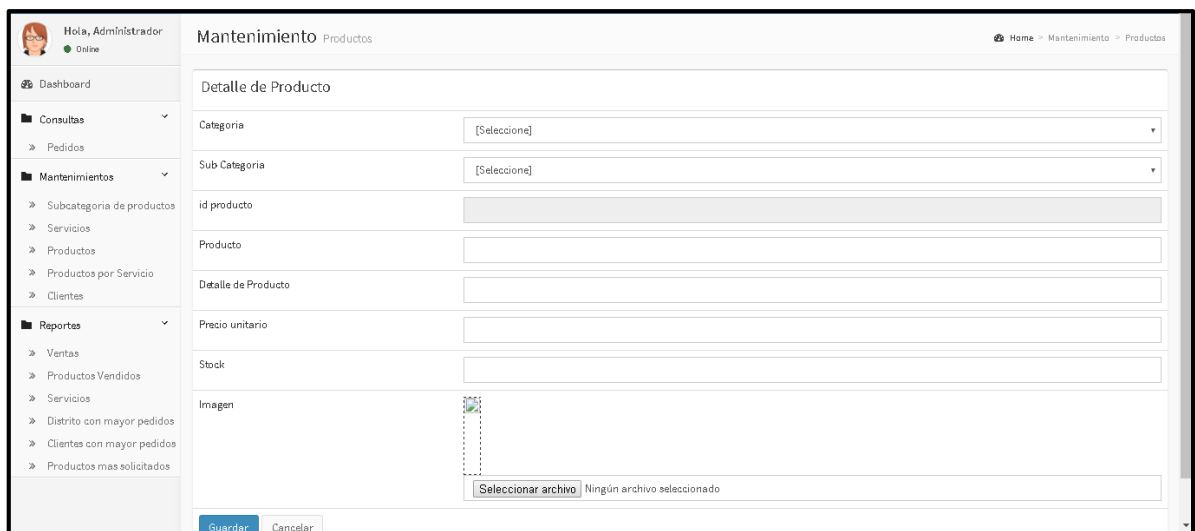 Hola, Administrador
Online
Dashboard
Consultas
Pedidos
Mantenimientos
Subcategoria de productos
Servicios
Productos
Productos por Servicio
Clientes
Reportes
Ventas
Productos Vendidos
Servicios
Distrito con mayor pedidos
Clientes con mayor pedidos
Productos mas solicitados
Mantenimiento Productos
Home > Mantenimiento > Productos
Detalle de Producto
Categoria [Seleccione]
Sub Categoria [Seleccione]
id producto
Producto
Detalle de Producto
Precio unitario
Stock
Imagen
Seleccionar archivo Ningún archivo seleccionado
Guardar Cancelar